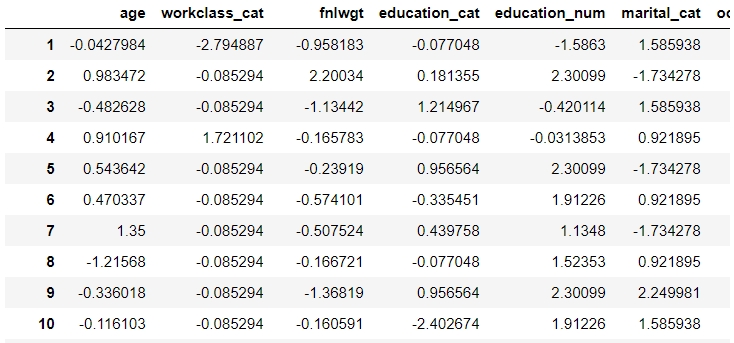 age workclass_cat fnlwgt education_cat education_num marital_cat oc
1 -0.0427984 -2.794887 -0.958183 -0.077048 -1.5863 1.585938
2 0.983472 -0.085294 2.20034 0.181355 2.30099 -1.734278
3 -0.482628 -0.085294 -1.13442 1.214967 -0.420114 1.585938
4 0.910167 1.721102 -0.165783 -0.077048 -0.0313853 0.921895
5 0.543642 -0.085294 -0.23919 0.956564 2.30099 -1.734278
6 0.470337 -0.085294 -0.574101 -0.335451 1.91226 0.921895
7 1.35 -0.085294 -0.507524 0.439758 1.1348 -1.734278
8 -1.21568 -0.085294 -0.166721 -0.077048 1.52353 0.921895
9 -0.336018 -0.085294 -1.36819 0.956564 2.30099 2.249981
10 -0.116103 -0.085294 -0.160591 -2.402674 1.91226 1.585938